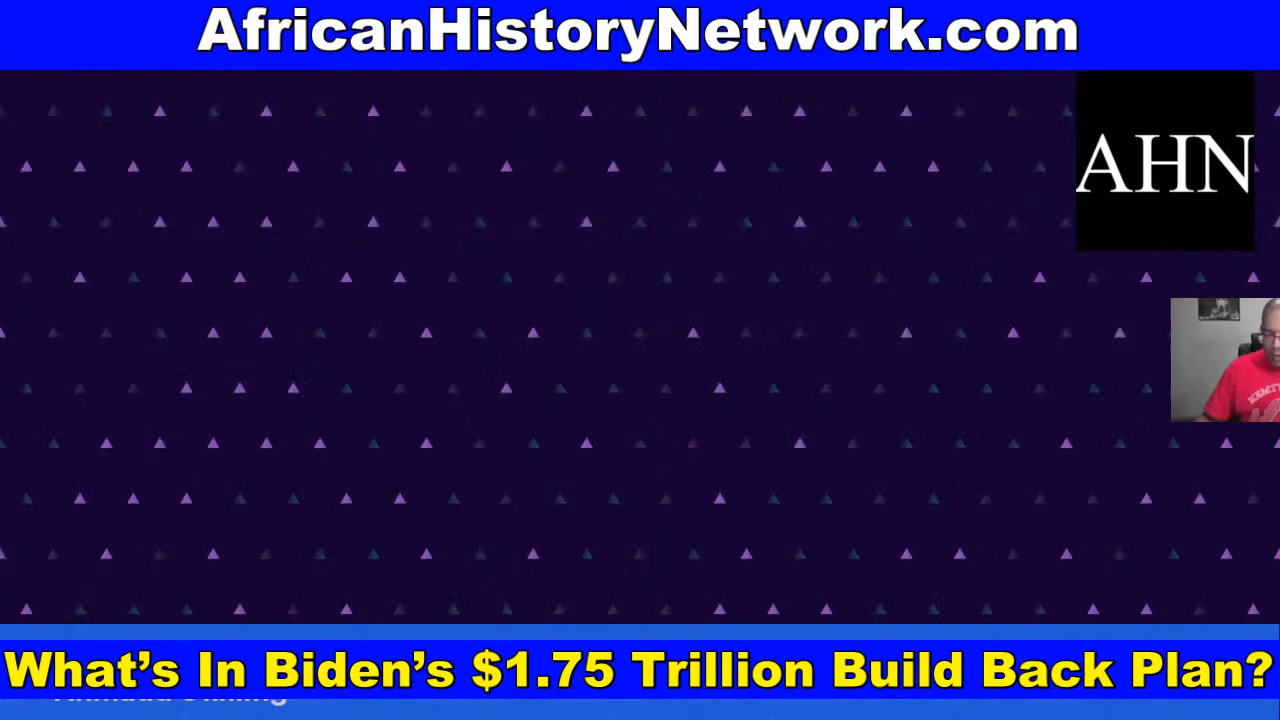 AfricanHistoryNetwork.com
AHN
What's In Biden's $1.75 Trillion Build Back Plan?